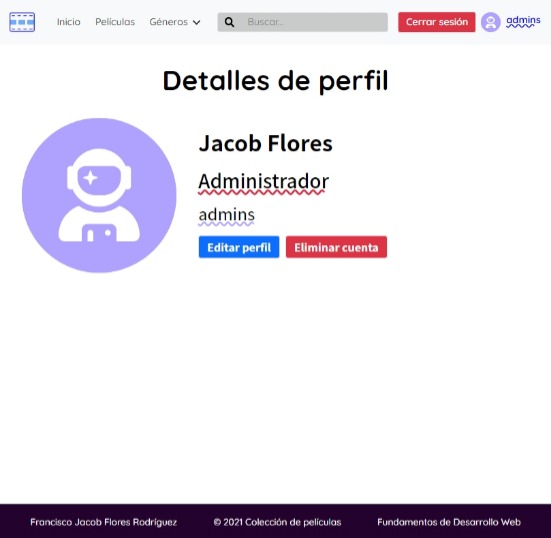 Inicio Películas Géneros Buscar... Cerrar sesión admins
Detalles de perfil
Jacob Flores
Administrador
admins
Editar perfil Eliminar cuenta
Francisco Jacob Flores Rodríguez © 2021 Colección de películas Fundamentos de Desarrollo Web